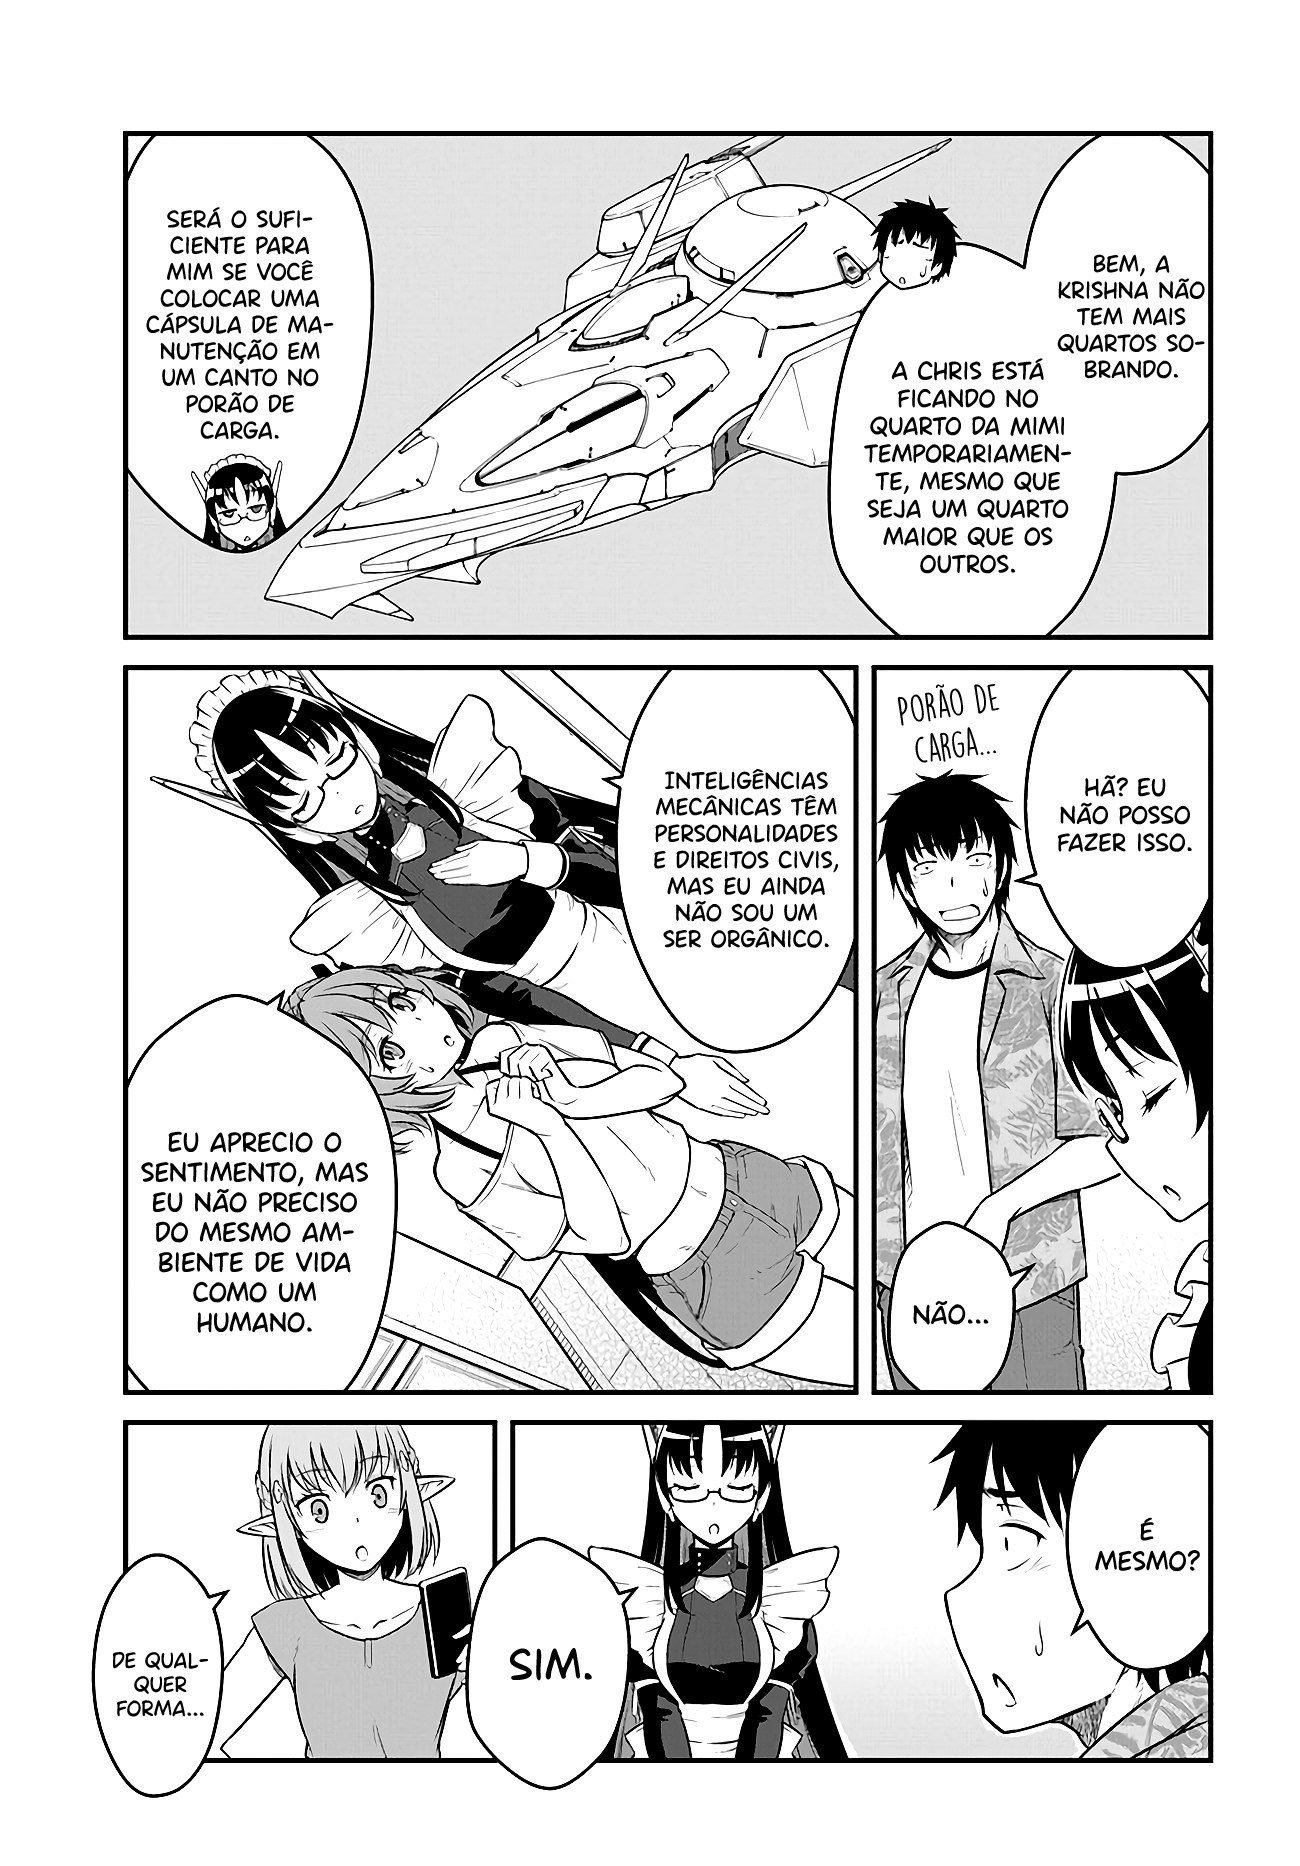 BEM, A
KRISHNA NÃO
TEM MAIS
QUARTOS SO-
BRANDO.
A CHRIS ESTÁ
FICANDO NO
QUARTO DA MIMI
TEMPORARIAMEN-
TE, MESMO QUE
SEJA UM QUARTO
MAIOR QUE OS
OUTROS.
SERÁ O SUFI-
CIENTE PARA
MIM SE VOCÊ
COLOCAR UMA
CÁPSULA DE MA-
NUTENÇÃO EM
UM CANTO NO
PORÃO DE
CARGA.
HÃ? EU
NÃO POSSO
FAZER ISSO.
PORÃO DE
CARGA...
NÃO...
INTELIGÊNCIAS
MECÂNICAS TÊM
PERSONALIDADES
E DIREITOS CIVIS,
MAS EU AINDA
NÃO SOU UM
SER ORGÂNICO.
EU APRECIO O
SENTIMENTO, MAS
EU NÃO PRECISO
DO MESMO AM-
BIENTE DE VIDA
COMO UM
HUMANO.
É
MESMO?
SIM.
DE QUAL-
QUER
FORMA...